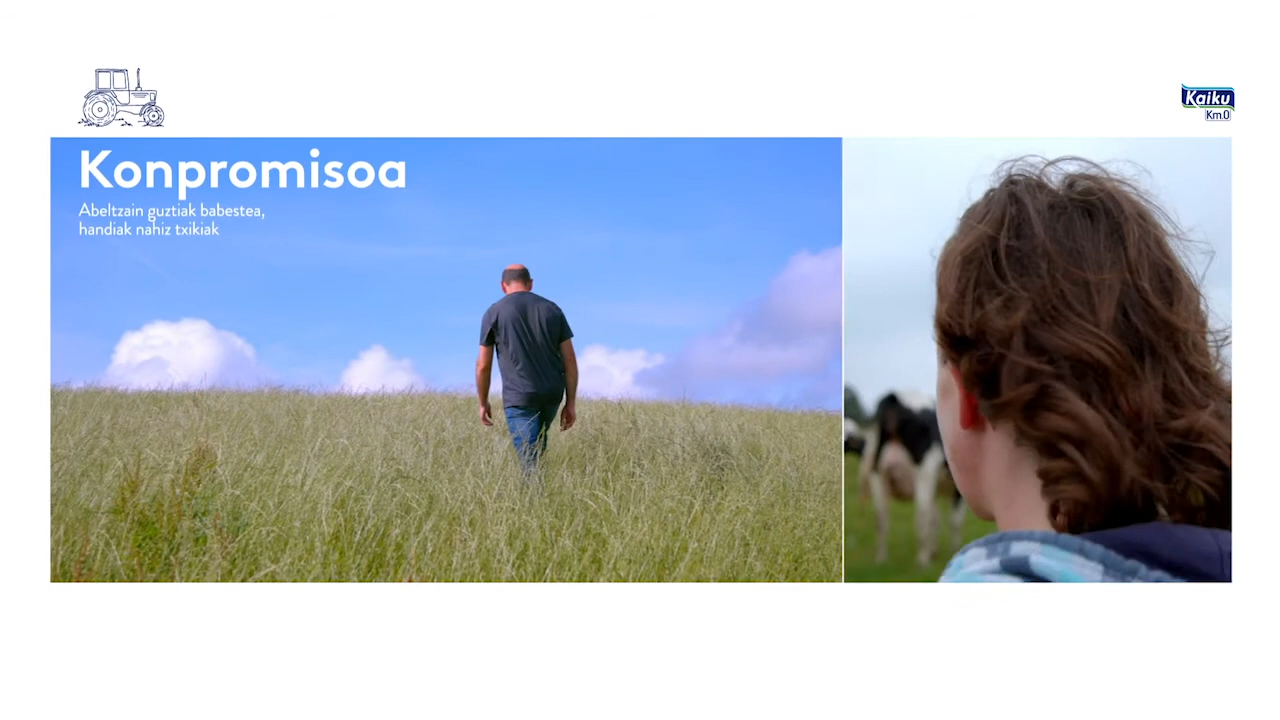 Kaiku
Km.0
Konpromisoa
Abeltzain guztiak babestea,
handiak nahiz txikiak